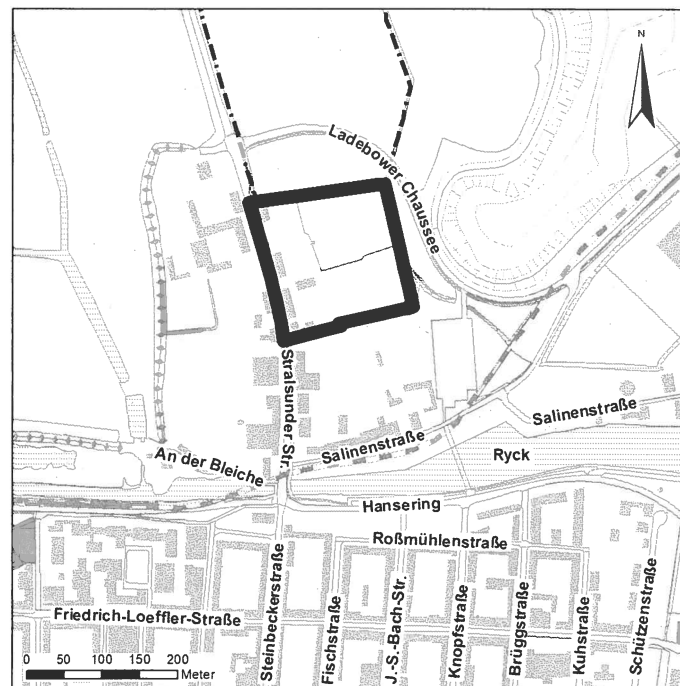 N
Ladebower Chaussee
Stralsunder Str.
Salinenstraße
Salinenstraße
An der Bleiche
Ryck
Hansering
Roßmühlenstraße
Friedrich-Loeffler-Straße
Steinbeckerstraße
Fischstraße
J.-S.-Bach-Str.
Knopfstraße
Brüggstraße
Kuhstraße
Schützenstraße
0 50 100 150 200
Meter